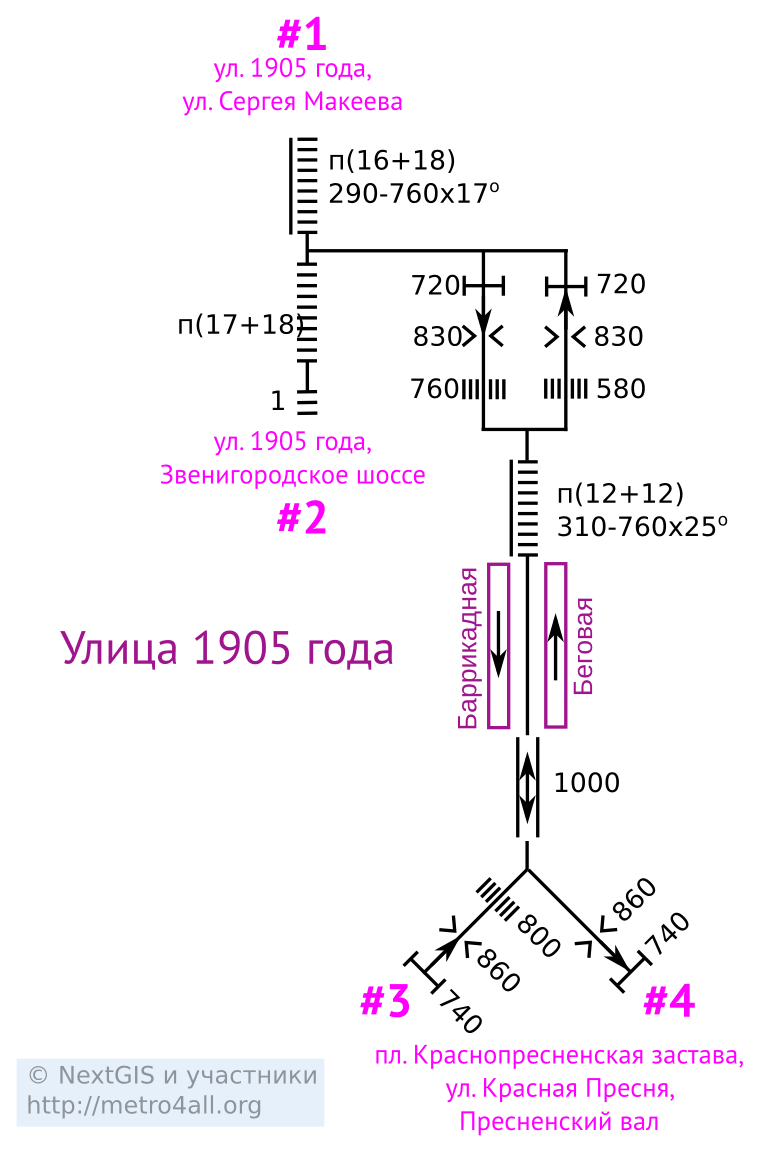 #1
ул. 1905 года,
ул. Сергея Макеева
п(16+18)
290-760x17º
720
720
п(17+18)
830
830
760
580
1
ул. 1905 года,
Звенигородское шоссе
#2
п(12+12)
310-760x25º
Улица 1905 года
Баррикадная
Беговая
1000
800
860
740
860
740
#3
#4
пл. Краснопресненская застава,
ул. Красная Пресня,
Пресненский вал
© NextGIS и участники
http://metro4all.org